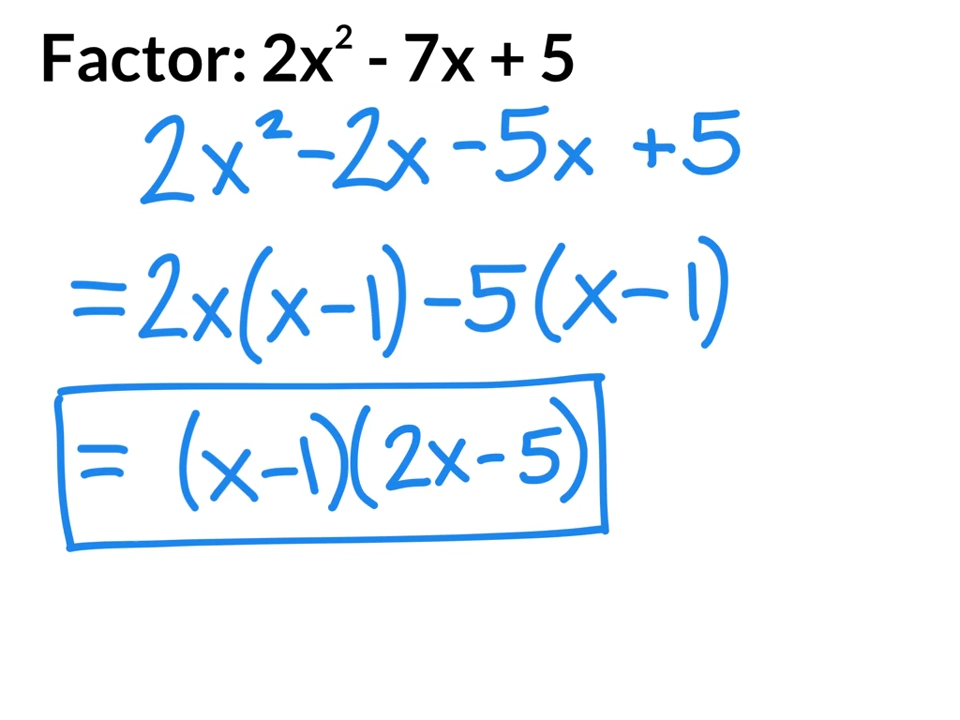 Factor: 2x² - 7x + 5
2x² - 2x - 5x + 5
= 2x(x - 1) - 5(x - 1)
= (x - 1)(2x - 5)